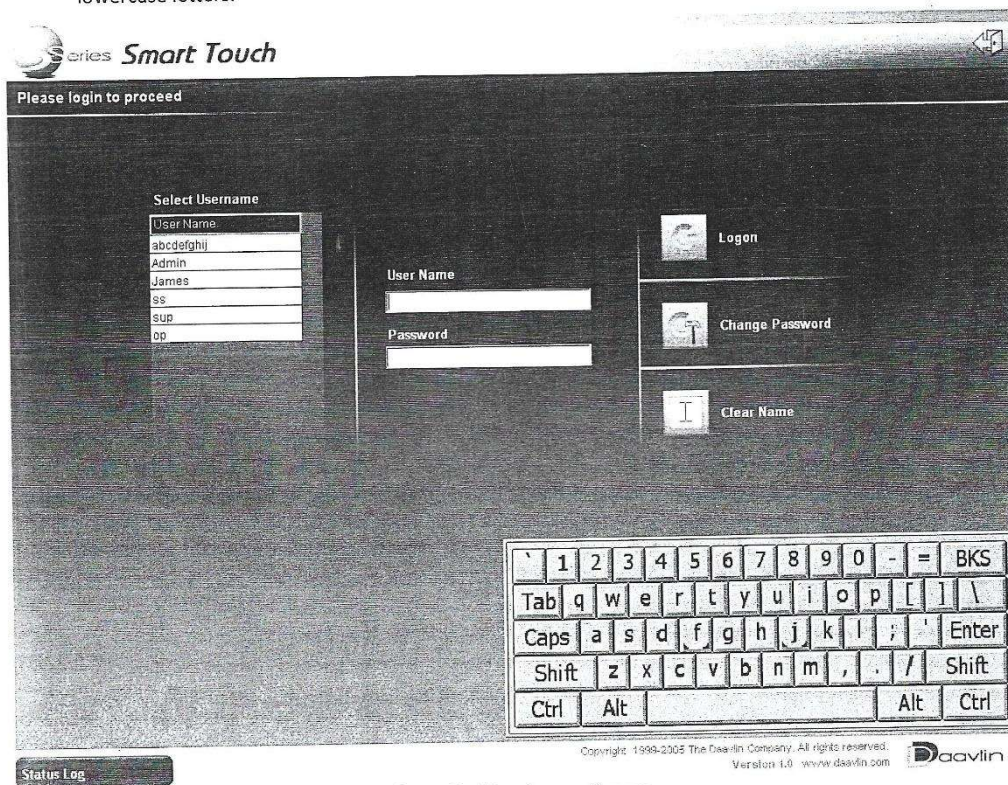 lowercase letters.
Series Smart Touch
Please login to proceed
Select Username
User Name
abcdefghij
Admin
James
ss
sup
op
User Name
Password
Logon
Change Password
Clear Name
` 1 2 3 4 5 6 7 8 9 0 - = BKS
Tab q w e r t y u i o p [ ] \
Caps a s d f g h j k l ; ' Enter
Shift z x c v b n m , . / Shift
Ctrl Alt Alt Ctrl
Copyright 1999-2005 The Daavlin Company. All rights reserved.
Version 1.0 www.daavlin.com
Daavlin
Status Log